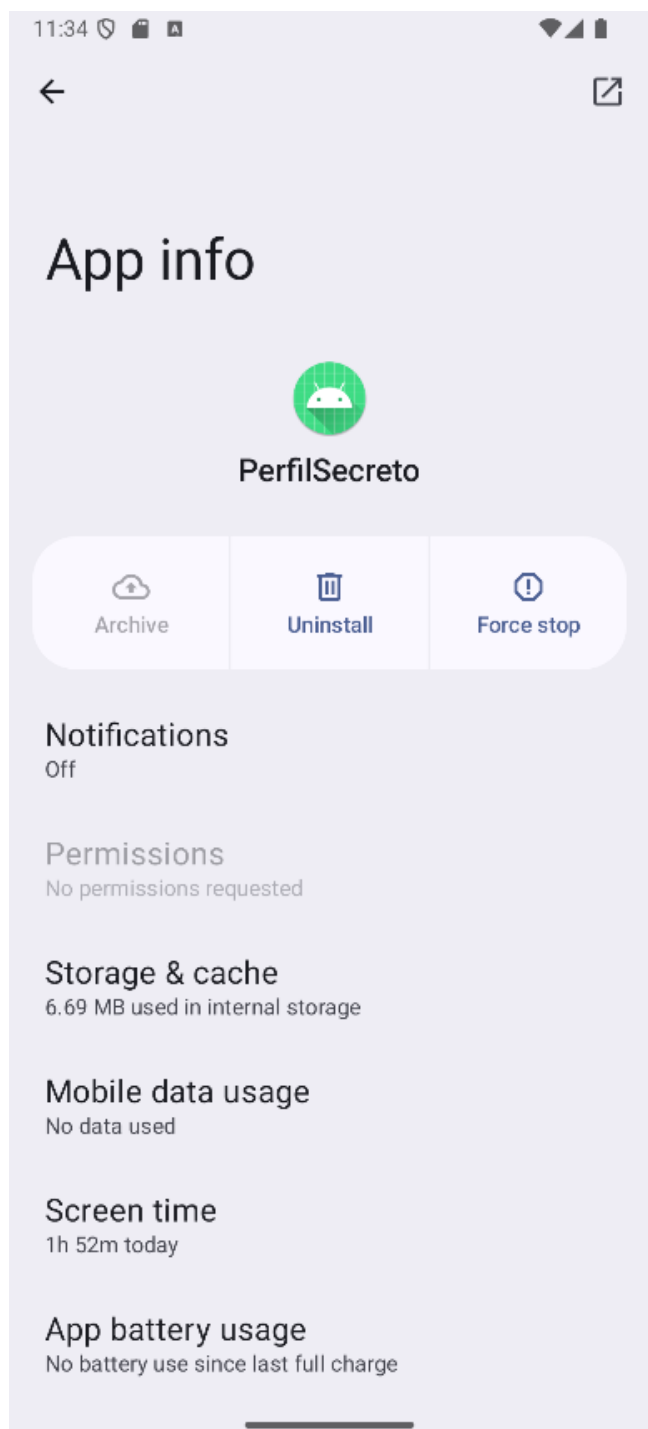 11:34
App info
PerfilSecreto
Archive
Uninstall
Force stop
Notifications
Off
Permissions
No permissions requested
Storage & cache
6.69 MB used in internal storage
Mobile data usage
No data used
Screen time
1h 52m today
App battery usage
No battery use since last full charge